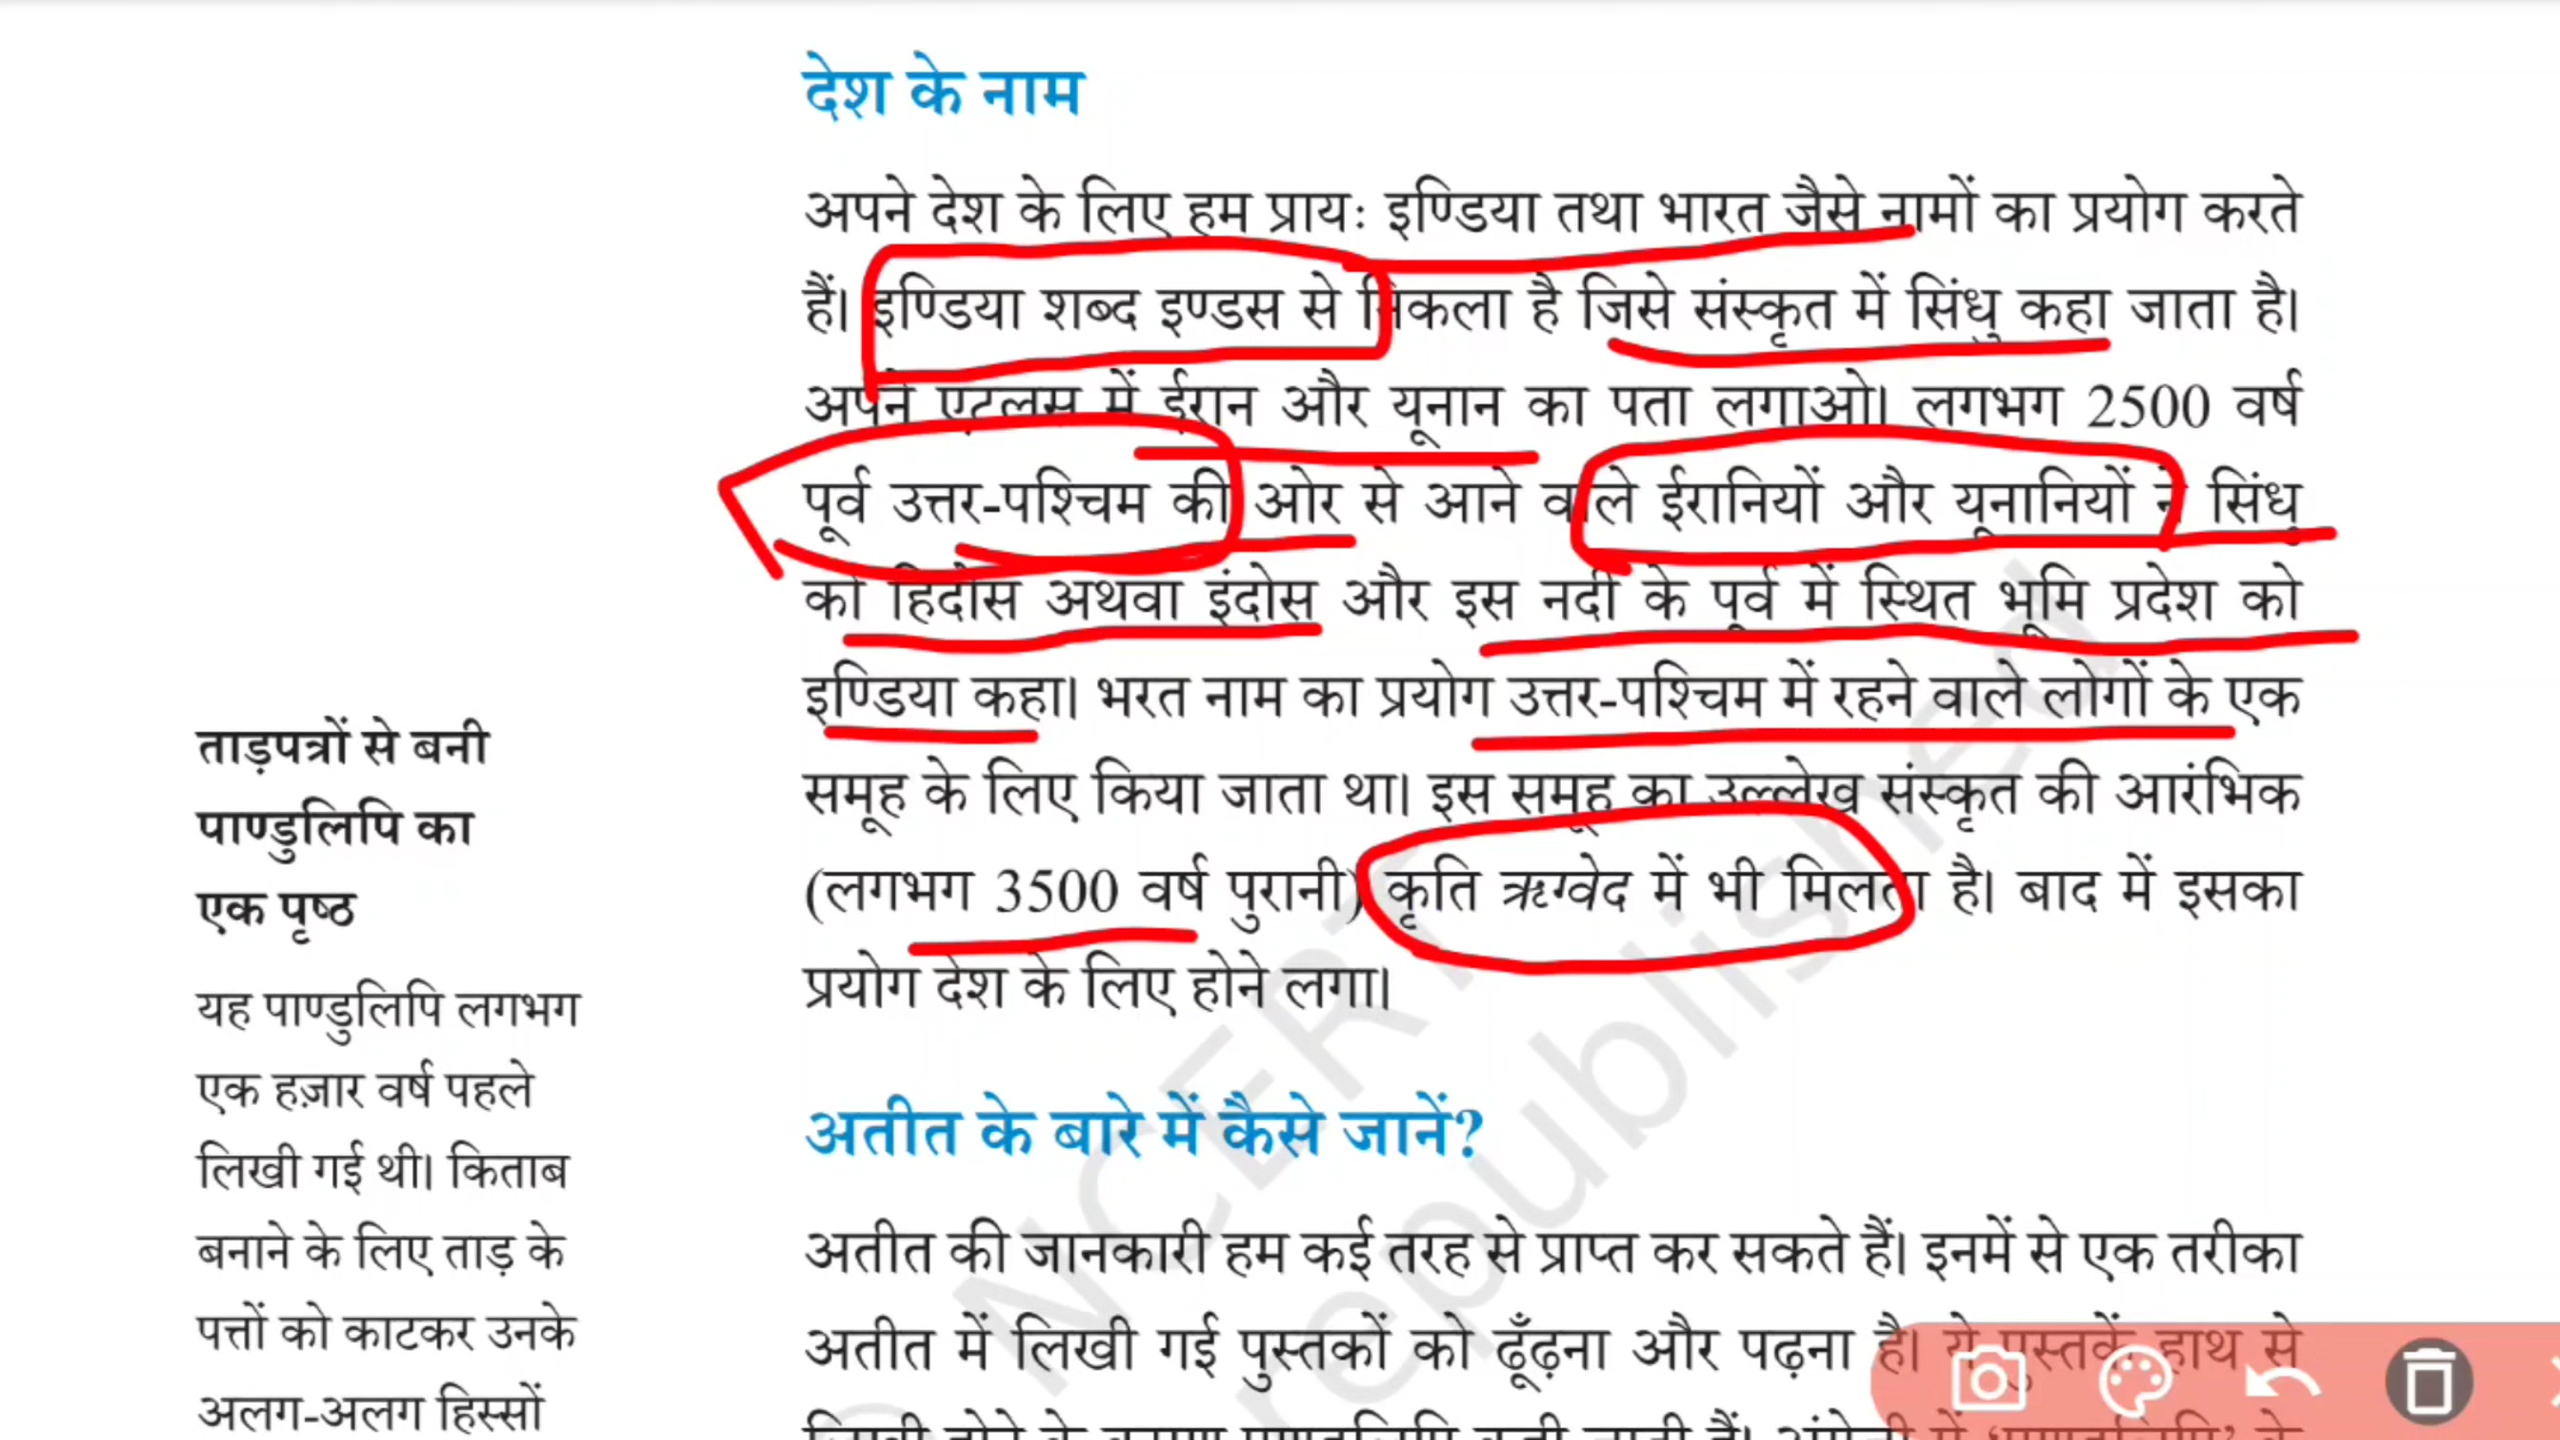 देश के नाम
अपने देश के लिए हम प्रायः इण्डिया तथा भारत जैसे नामों का प्रयोग करते
हैं। इण्डिया शब्द इण्डस से निकला है जिसे संस्कृत में सिंधु कहा जाता है।
अपने एटलस में ईरान और यूनान का पता लगाओ। लगभग 2500 वर्ष
पूर्व उत्तर-पश्चिम की ओर से आने वाले ईरानियों और यूनानियों ने सिंधु
को हिंदोस अथवा इंदोस और इस नदी के पूर्व में स्थित भूमि प्रदेश को
इण्डिया कहा। भरत नाम का प्रयोग उत्तर-पश्चिम में रहने वाले लोगों के एक
समूह के लिए किया जाता था। इस समूह का उल्लेख संस्कृत की आरंभिक
(लगभग 3500 वर्ष पुरानी) कृति ऋग्वेद में भी मिलता है। बाद में इसका
प्रयोग देश के लिए होने लगा।
ताड़पत्रों से बनी
पाण्डुलिपि का
एक पृष्ठ
यह पाण्डुलिपि लगभग
एक हज़ार वर्ष पहले
लिखी गई थी। किताब
बनाने के लिए ताड़ के
पत्तों को काटकर उनके
अलग-अलग हिस्सों
अतीत के बारे में कैसे जानें?
अतीत की जानकारी हम कई तरह से प्राप्त कर सकते हैं। इनमें से एक तरीका
अतीत में लिखी गई पुस्तकों को ढूँढ़ना और पढ़ना है। ये पुस्तकें हाथ से
NCERT
republished